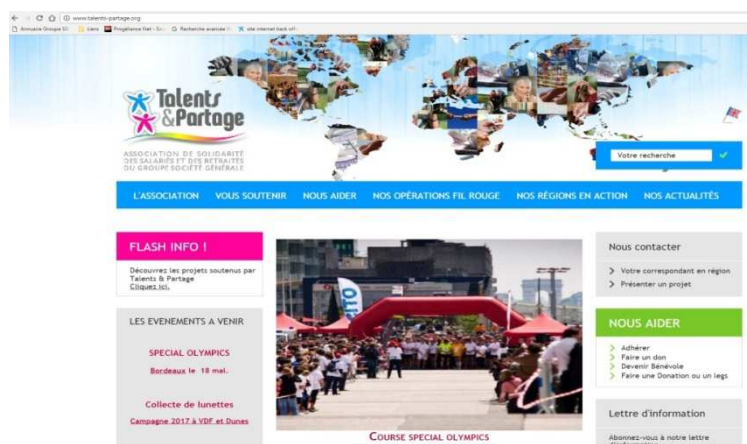 www.talents-partage.org
Talents
& Partage
ASSOCIATION DE SOLIDARITÉ
DES SALARIÉS ET DES RETRAITÉS
DU GROUPE SOCIÉTÉ GÉNÉRALE
Votre recherche
L'ASSOCIATION VOUS SOUTENIR NOUS AIDER NOS OPÉRATIONS FIL ROUGE NOS RÉGIONS EN ACTION NOS ACTUALITÉS
FLASH INFO !
Découvrez les projets soutenus par
Talents & Partage
Cliquez ici.
LES EVENEMENTS A VENIR
SPECIAL OLYMPICS
Bordeaux le 18 mai.
Collecte de lunettes
Campagne 2017 à VDF et Dunes
COURSE SPECIAL OLYMPICS
Nous contacter
Votre correspondant en région
Présenter un projet
NOUS AIDER
Adhérer
Faire un don
Devenir Bénévole
Faire une Donation ou un legs
Lettre d'information
Abonnez-vous à notre lettre